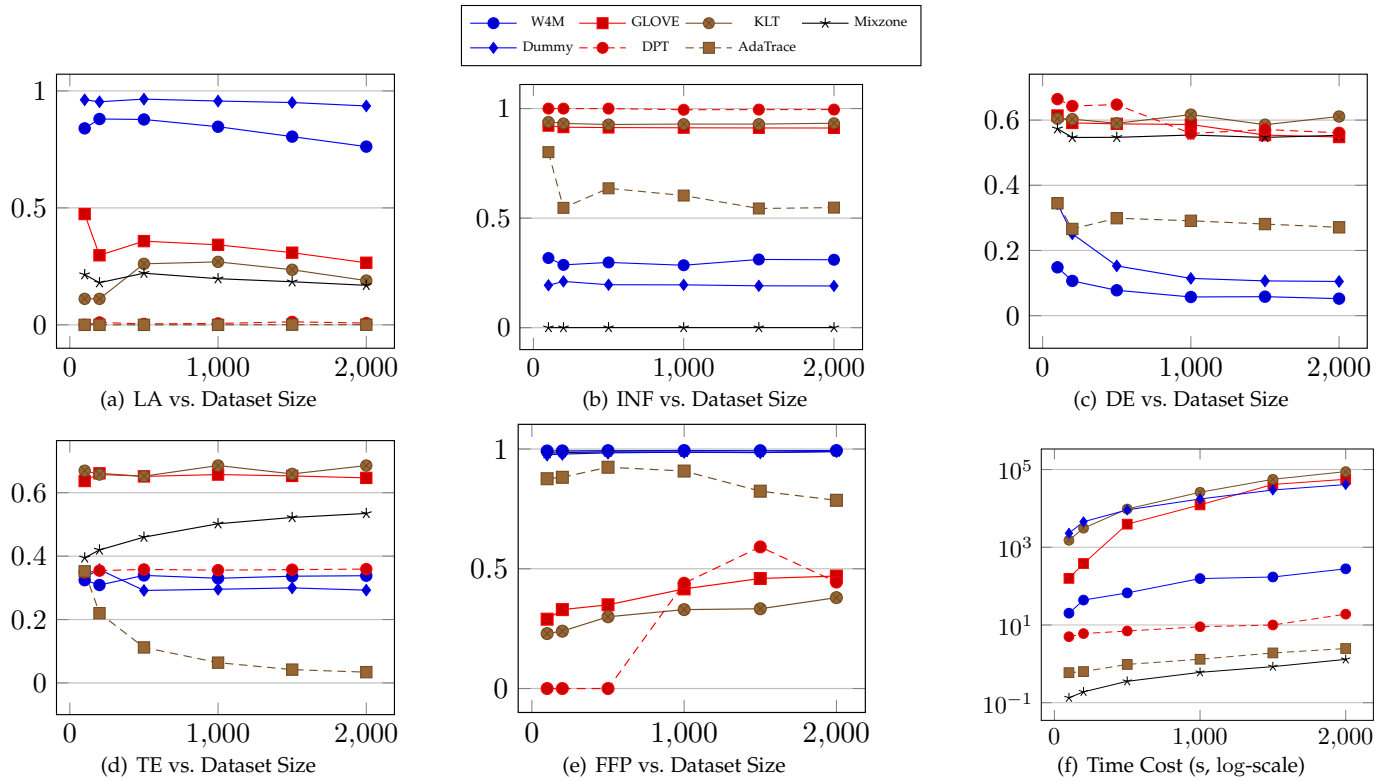 W4M GLOVE KLT Mixzone
Dummy DPT AdaTrace
1
0.5
0
0 1,000 2,000
(a) LA vs. Dataset Size
1
0.5
0
0 1,000 2,000
(b) INF vs. Dataset Size
0.6
0.4
0.2
0
0 1,000 2,000
(c) DE vs. Dataset Size
0.6
0.4
0.2
0
0 1,000 2,000
(d) TE vs. Dataset Size
1
0.5
0
0 1,000 2,000
(e) FFP vs. Dataset Size
10^5
10^3
10^1
10^−1
0 1,000 2,000
(f) Time Cost (s, log-scale)